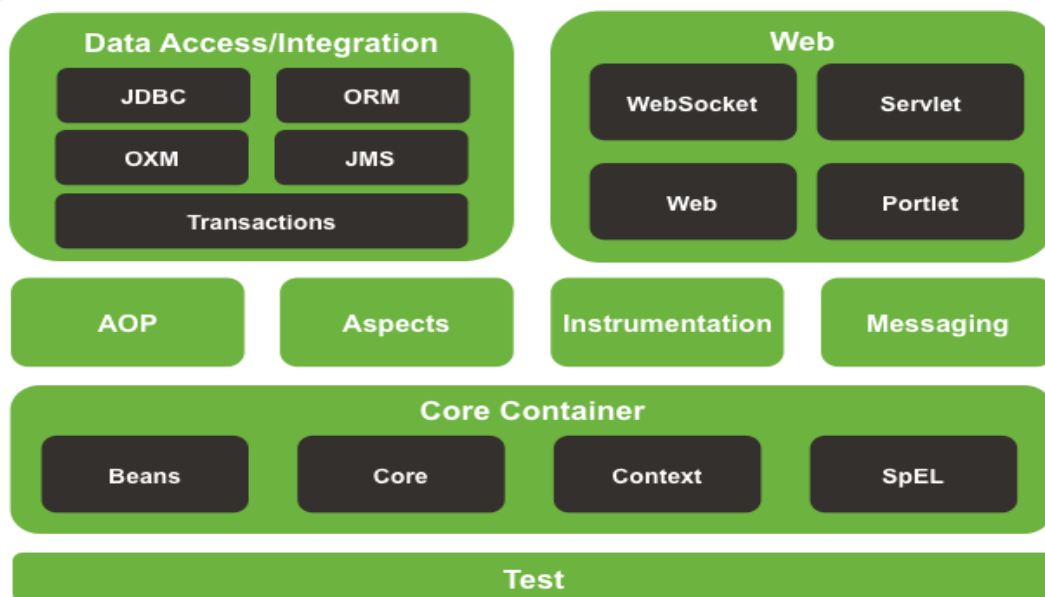 Data Access/Integration
JDBC
ORM
OXM
JMS
Transactions
Web
WebSocket
Servlet
Web
Portlet
AOP
Aspects
Instrumentation
Messaging
Core Container
Beans
Core
Context
SpEL
Test